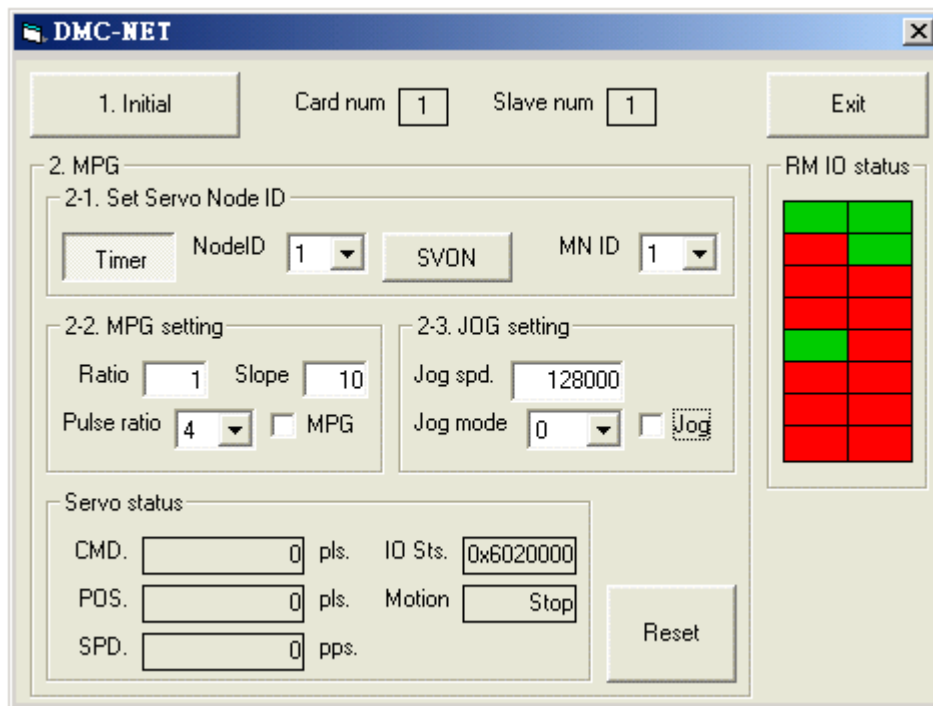 DMC-NET
1. Initial Card num 1 Slave num 1 Exit
2. MPG RM IO status
2-1. Set Servo Node ID
Timer NodeID 1 SVON MN ID 1
2-2. MPG setting 2-3. JOG setting
Ratio 1 Slope 10 Jog spd. 128000
Pulse ratio 4 MPG Jog mode 0 Jog
Servo status
CMD. 0 pls. IO Sts. 0x6020000
POS. 0 pls. Motion Stop
SPD. 0 pps. Reset